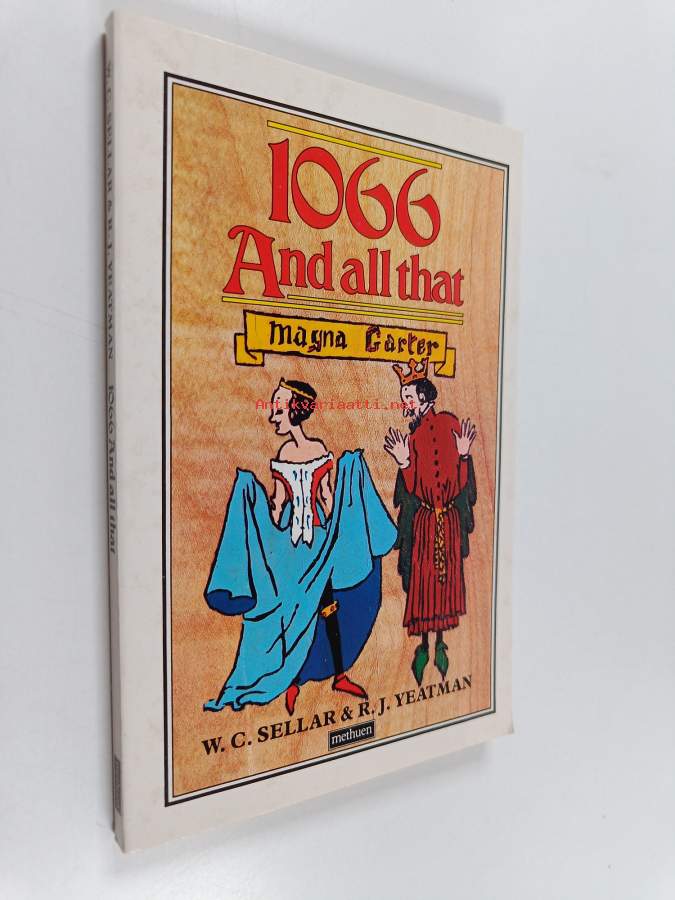 1066
And all that
Magna Garter
Antikvariaatti.net
W. C. SELLAR & R. J. YEATMAN
methuen
W. C. SELLAR & R. J. YEATMAN 1066 And all that